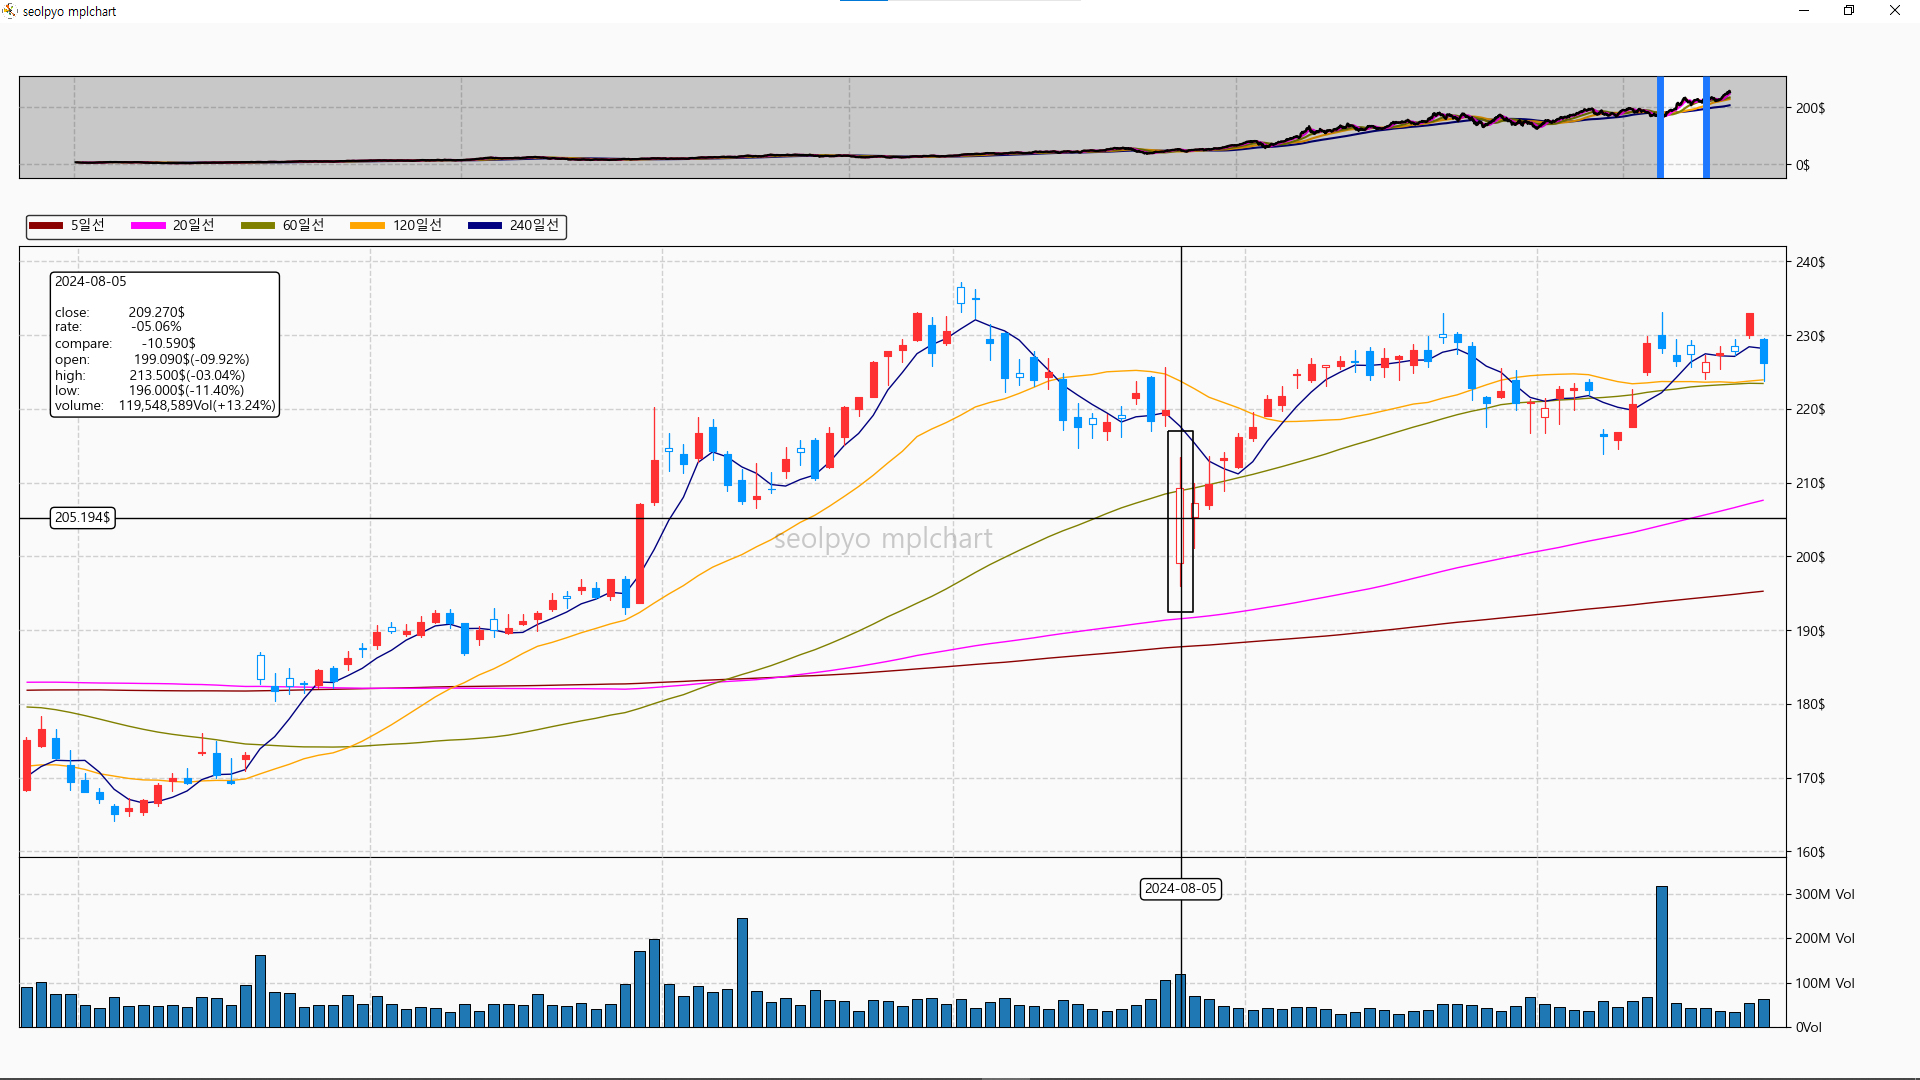 seolpyo mplchart
200$
0$
5일선 20일선 60일선 120일선 240일선
2024-08-05
close: 209.270$
rate: -05.06%
compare: -10.590$
open: 199.090$(-09.92%)
high: 213.500$(-03.04%)
low: 196.000$(-11.40%)
volume: 119,548,589Vol(+13.24%)
240$
230$
220$
210$
205.194$
seolpyo mplchart
200$
190$
180$
170$
160$
2024-08-05
300M Vol
200M Vol
100M Vol
0Vol